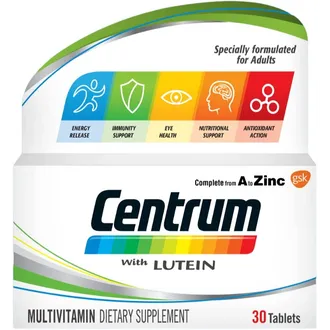 Specially formulated
for Adults
ENERGY
RELEASE
IMMUNITY
SUPPORT
EYE
HEALTH
NUTRITIONAL
SUPPORT
ANTIOXIDANT
ACTION
Complete from A to Zinc
gsk
Centrum
with LUTEIN
MULTIVITAMIN DIETARY SUPPLEMENT
30 Tablets